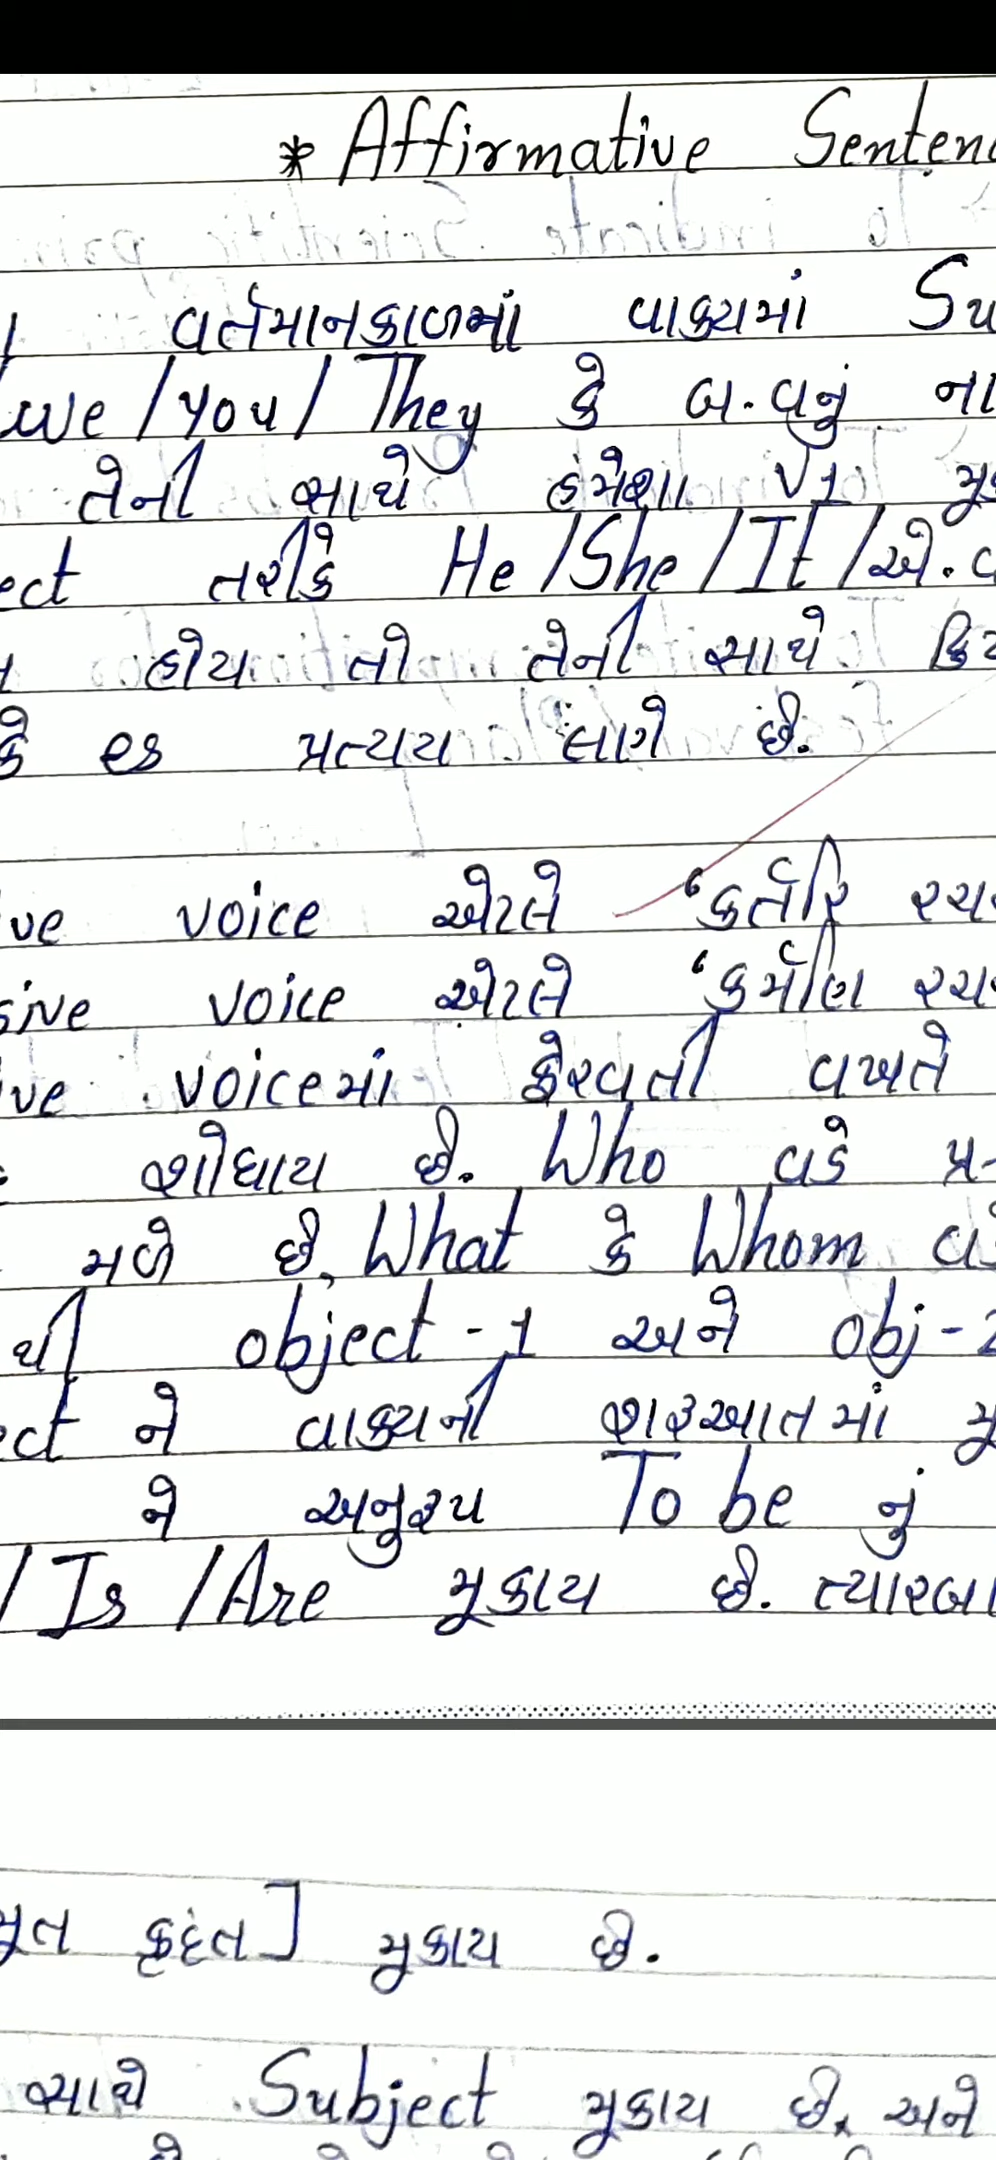 * Affirmative Senten
વર્તમાનકાળમાં વાક્યમાં Su
we / you / They કે બ.વનું ના
તેની સાથે હંમેશા V1 મુ
ect તરીકે He / She / It / એ.વ
હોય તો તેની સાથે ક્રિય
કે es પ્રત્યય લાગે છે.
ve voice એટલે 'કર્તરિ રચ
sive voice એટલે 'કર્મણિ રચ
ive voiceમાં ફેરવતી વખતે
શોધાય છે. Who વડે પ્ર
મળે છે, What કે Whom વડે
થી object - 1 અને obj - 2
ect ને વાક્યની શરૂઆતમાં મુ
ને અનુરૂપ To be નું
/ Is / Are મુકાય છે. ત્યારબા
ભૂત કૃદંત] મુકાય છે.
સાથે Subject મુકાય છે. અને